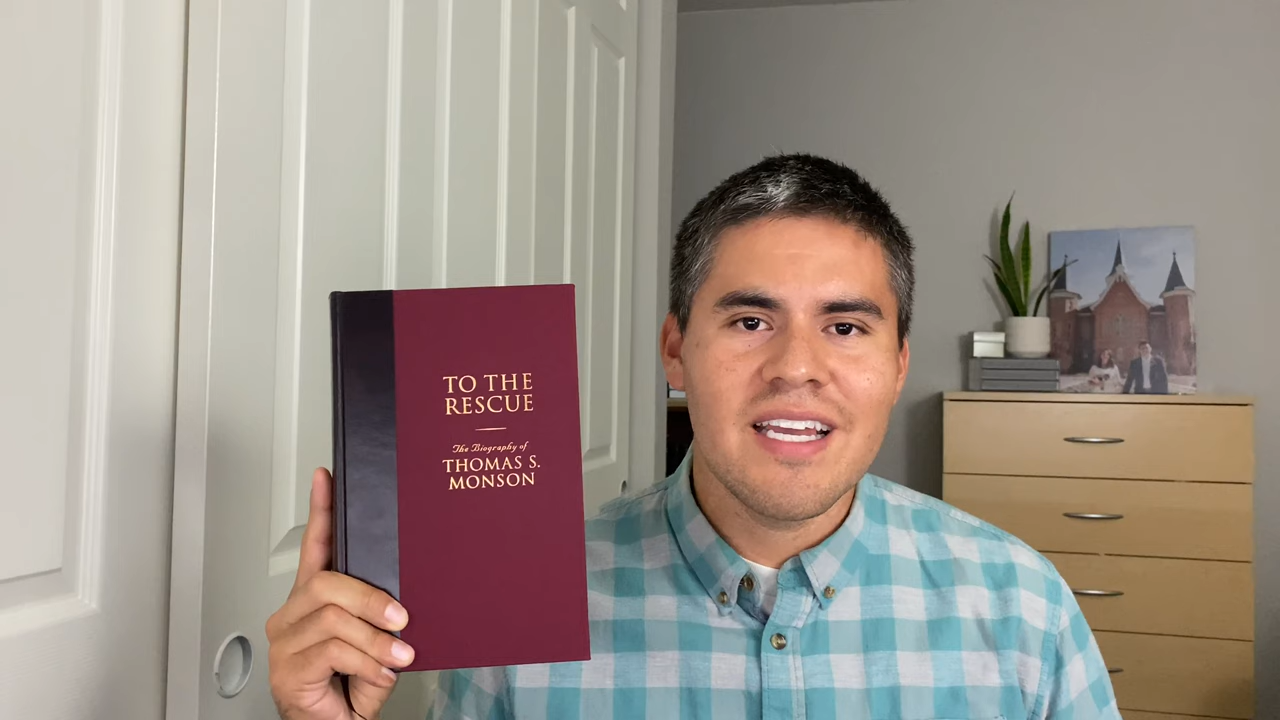 TO THE
RESCUE
The Biography of
THOMAS S.
MONSON